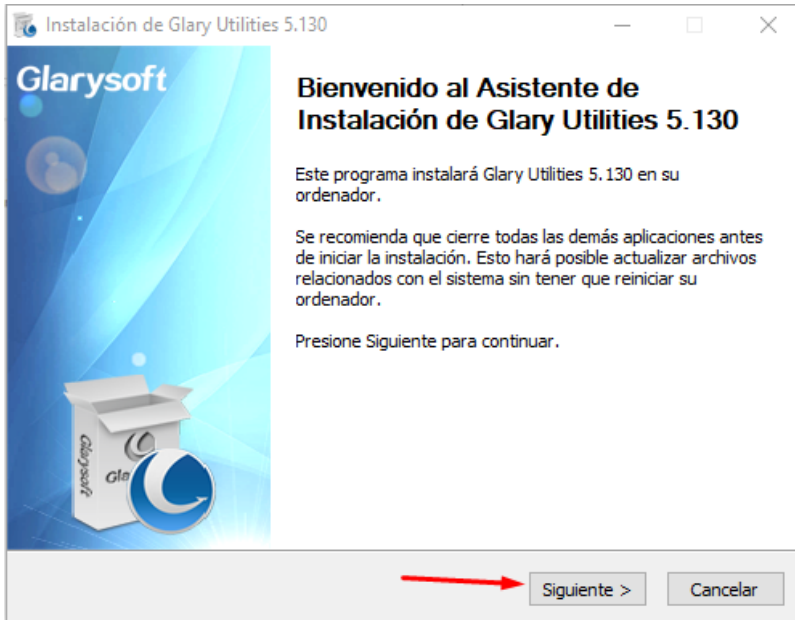 Instalación de Glary Utilities 5.130
Glarysoft
Bienvenido al Asistente de
Instalación de Glary Utilities 5.130
Este programa instalará Glary Utilities 5.130 en su
ordenador.
Se recomienda que cierre todas las demás aplicaciones antes
de iniciar la instalación. Esto hará posible actualizar archivos
relacionados con el sistema sin tener que reiniciar su
ordenador.
Presione Siguiente para continuar.
Glarysoft
Gla
Siguiente >
Cancelar